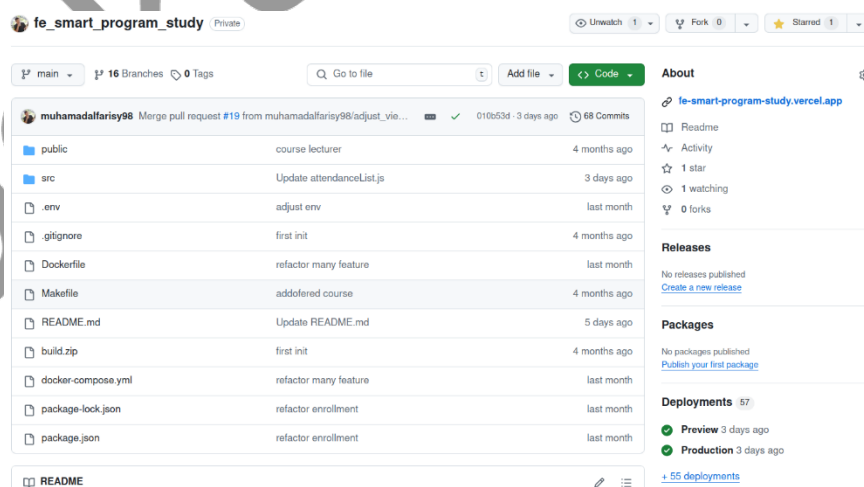 fe_smart_program_study Private
Unwatch 1
Fork 0
Starred 1
main
16 Branches
0 Tags
Go to file t
Add file
<> Code
muhamadalfarisy98 Merge pull request #19 from muhamadalfarisy98/adjust_vie... 010b53d · 3 days ago 68 Commits
public course lecturer 4 months ago
src Update attendanceList.js 3 days ago
.env adjust env last month
.gitignore first init 4 months ago
Dockerfile refactor many feature last month
Makefile addofered course 4 months ago
README.md Update README.md 5 days ago
build.zip first init 4 months ago
docker-compose.yml refactor many feature last month
package-lock.json refactor enrollment last month
package.json refactor enrollment last month
README
About
fe-smart-program-study.vercel.app
Readme
Activity
1 star
1 watching
0 forks
Releases
No releases published
Create a new release
Packages
No packages published
Publish your first package
Deployments 57
Preview 3 days ago
Production 3 days ago
+ 55 deployments